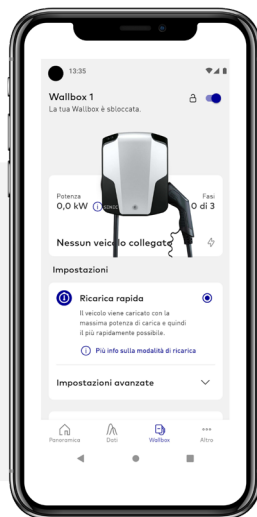 13:35
Wallbox 1
La tua Wallbox è sbloccata.
Potenza
0,0 kW
Fasi
0 di 3
Nessun veicolo collegato
Impostazioni
Ricarica rapida
Il veicolo viene caricato con la
massima potenza di carica e quindi
il più rapidamente possibile.
Più info sulla modalità di ricarica
Impostazioni avanzate
Panoramica
Dati
Wallbox
Altro